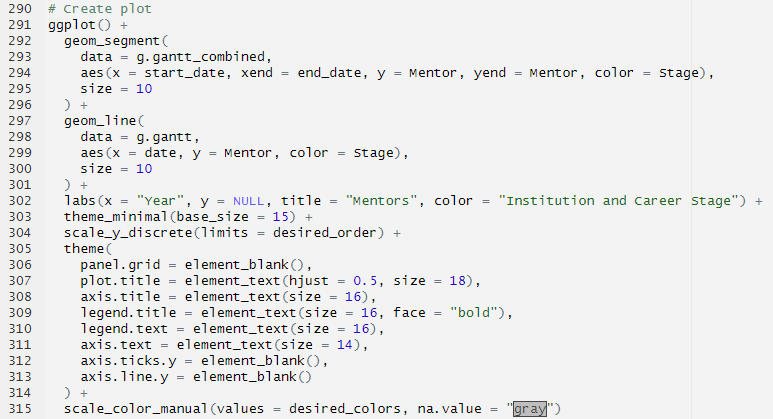 290 # Create plot
291 ggplot() +
292   geom_segment(
293     data = g.gantt_combined,
294     aes(x = start_date, xend = end_date, y = Mentor, yend = Mentor, color = Stage),
295     size = 10
296   ) +
297   geom_line(
298     data = g.gantt,
299     aes(x = date, y = Mentor, color = Stage),
300     size = 10
301   ) +
302   labs(x = "Year", y = NULL, title = "Mentors", color = "Institution and Career Stage") +
303   theme_minimal(base_size = 15) +
304   scale_y_discrete(limits = desired_order) +
305   theme(
306     panel.grid = element_blank(),
307     plot.title = element_text(hjust = 0.5, size = 18),
308     axis.title = element_text(size = 16),
309     legend.title = element_text(size = 16, face = "bold"),
310     legend.text = element_text(size = 16),
311     axis.text = element_text(size = 14),
312     axis.ticks.y = element_blank(),
313     axis.line.y = element_blank()
314   ) +
315   scale_color_manual(values = desired_colors, na.value = "gray")